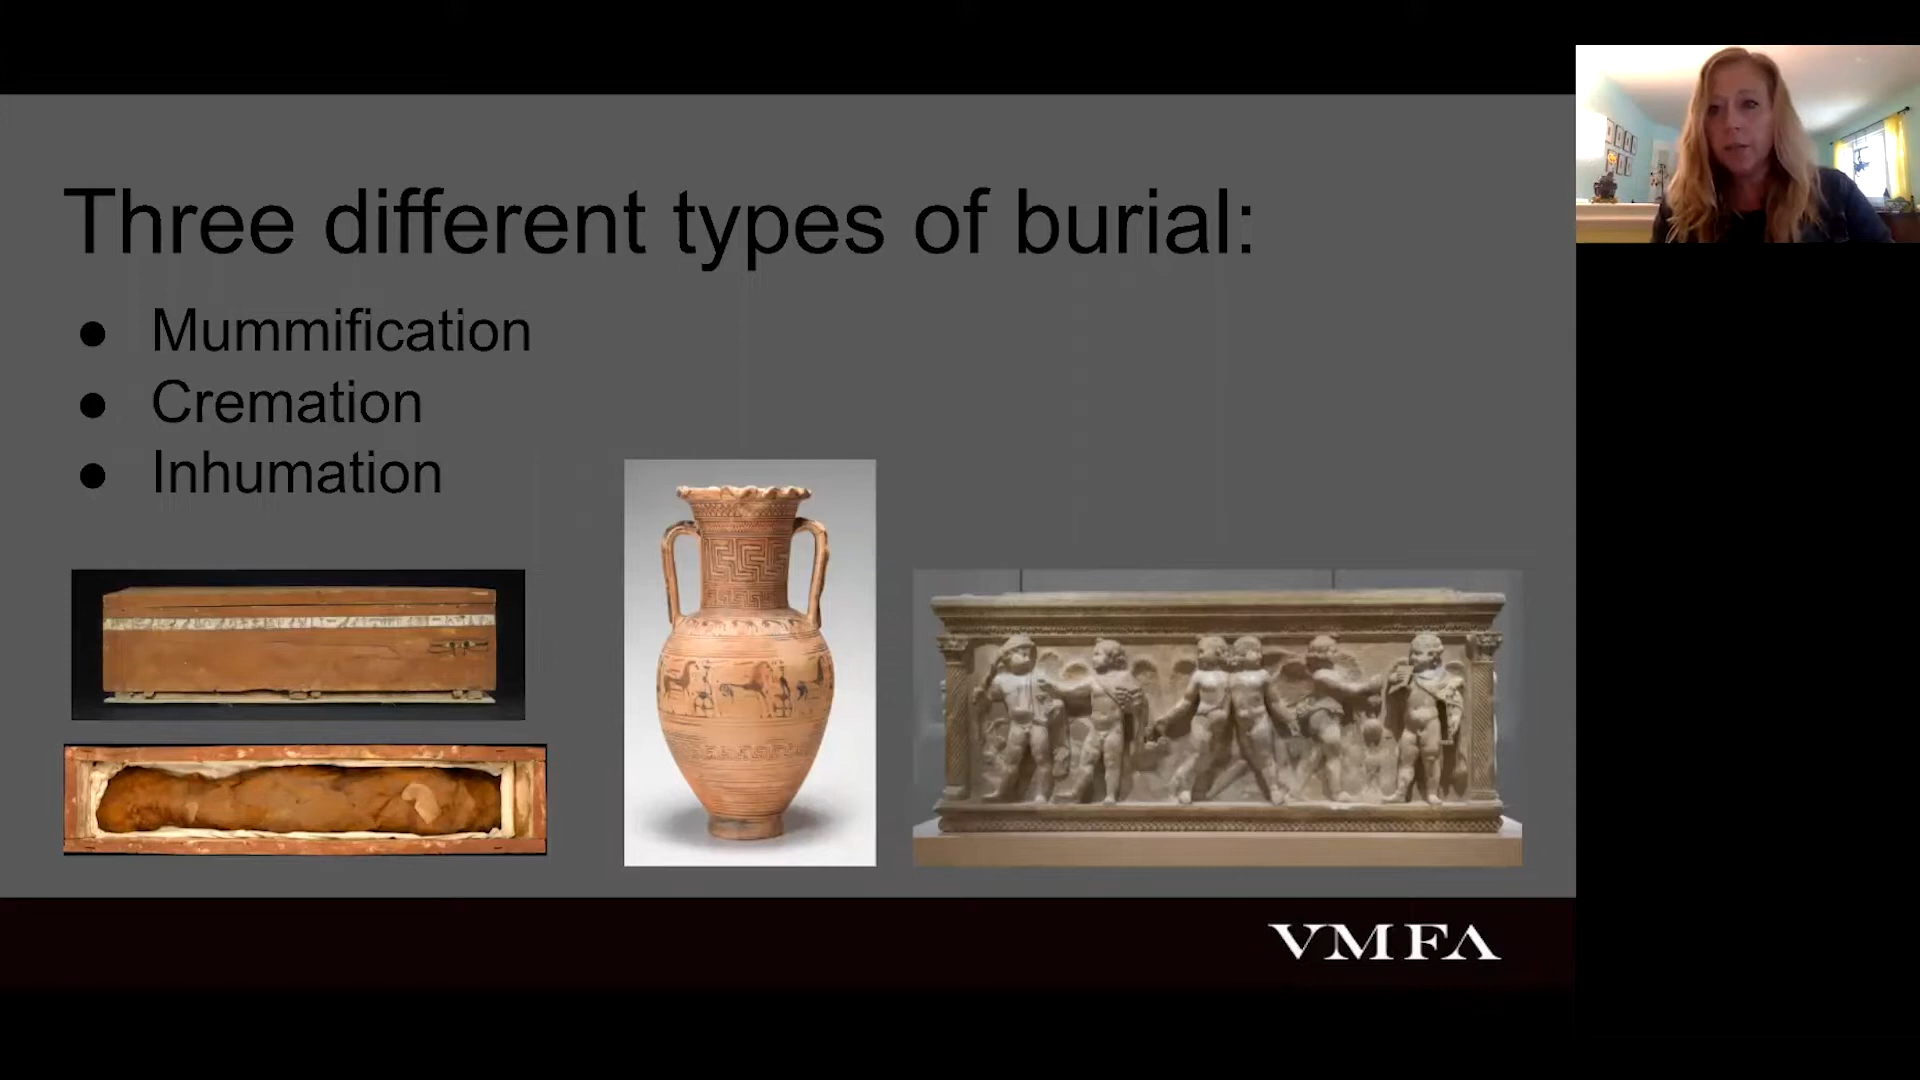 Three different types of burial:
● Mummification
● Cremation
● Inhumation
VMFA